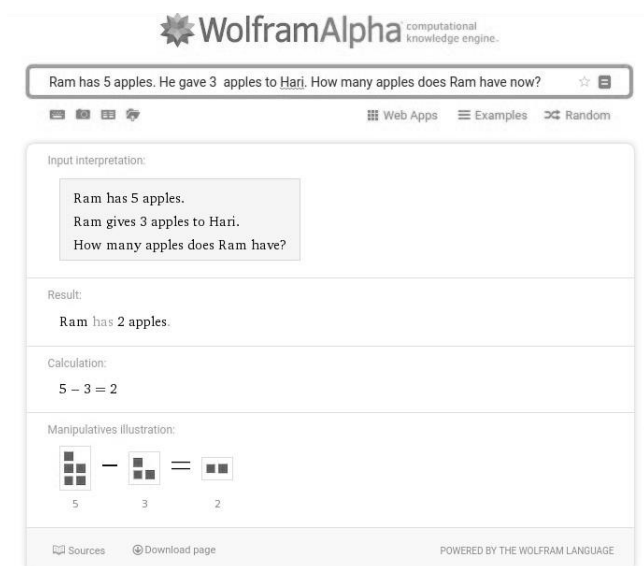 WolframAlpha computational
knowledge engine.
Ram has 5 apples. He gave 3 apples to Hari. How many apples does Ram have now?
Web Apps Examples Random
Input interpretation:
Ram has 5 apples.
Ram gives 3 apples to Hari.
How many apples does Ram have?
Result:
Ram has 2 apples.
Calculation:
5 – 3 = 2
Manipulatives illustration:
– =
5 3 2
Sources Download page POWERED BY THE WOLFRAM LANGUAGE